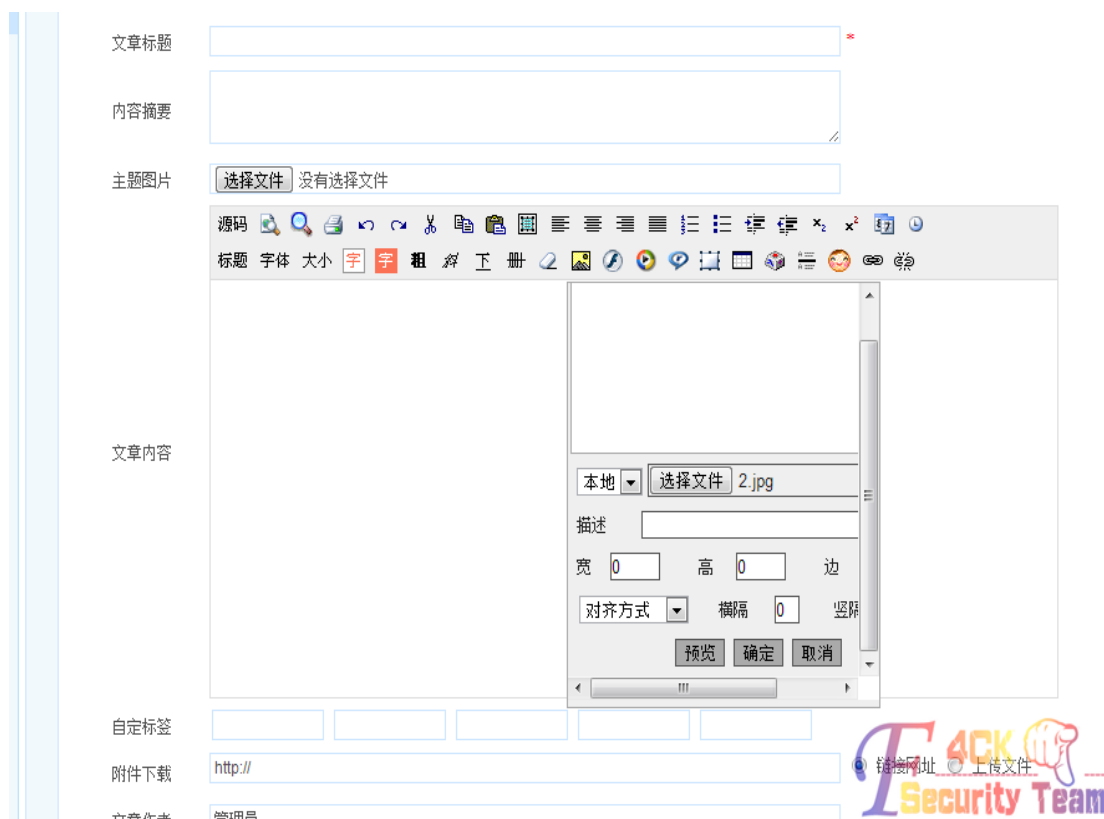 文章标题 *
内容摘要
主题图片 选择文件 没有选择文件
源码
标题 字体 大小 字 字 粗 斜 下 册
文章内容
本地 选择文件 2.jpg
描述
宽 0 高 0 边
对齐方式 横隔 0 竖隔
预览 确定 取消
自定标签
附件下载 http:// 链接网址 上传文件
文章作者 管理员
T4CK
Security Team